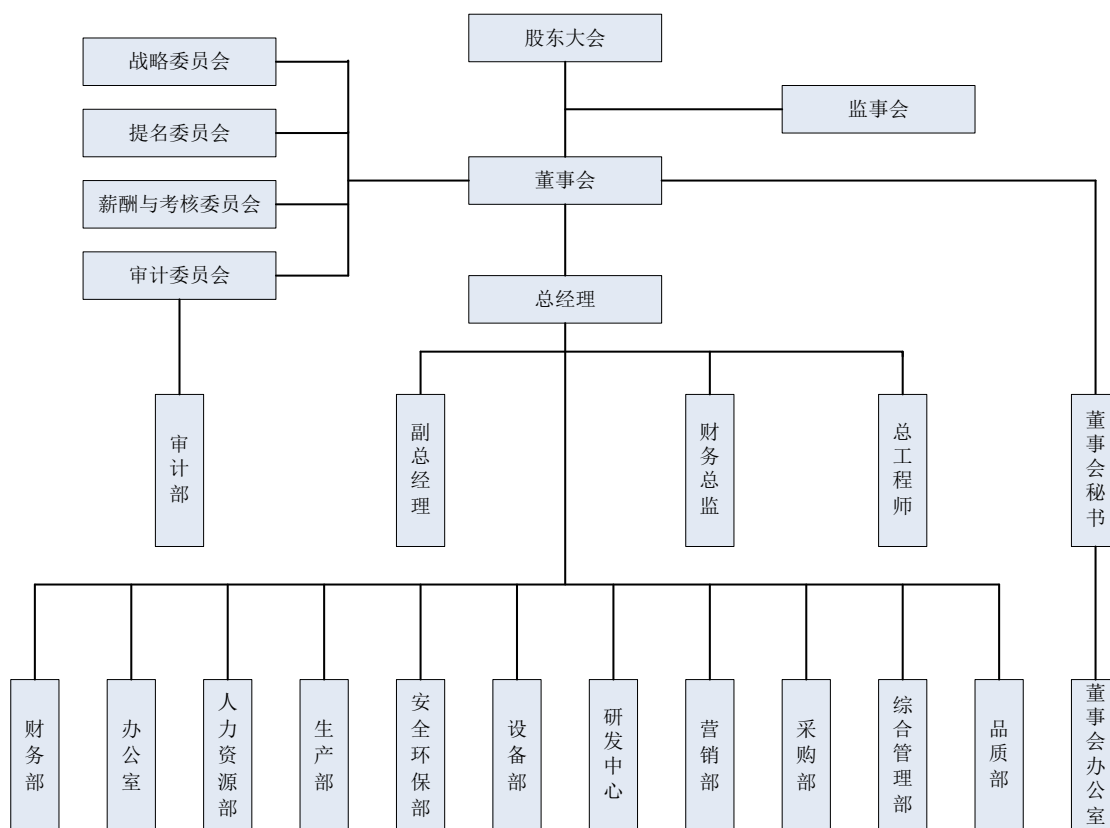 股东大会
战略委员会
监事会
提名委员会
董事会
薪酬与考核委员会
审计委员会
总经理
审计部
副总经理
财务总监
总工程师
董事会秘书
财务部
办公室
人力资源部
生产部
安全环保部
设备部
研发中心
营销部
采购部
综合管理部
品质部
董事会办公室